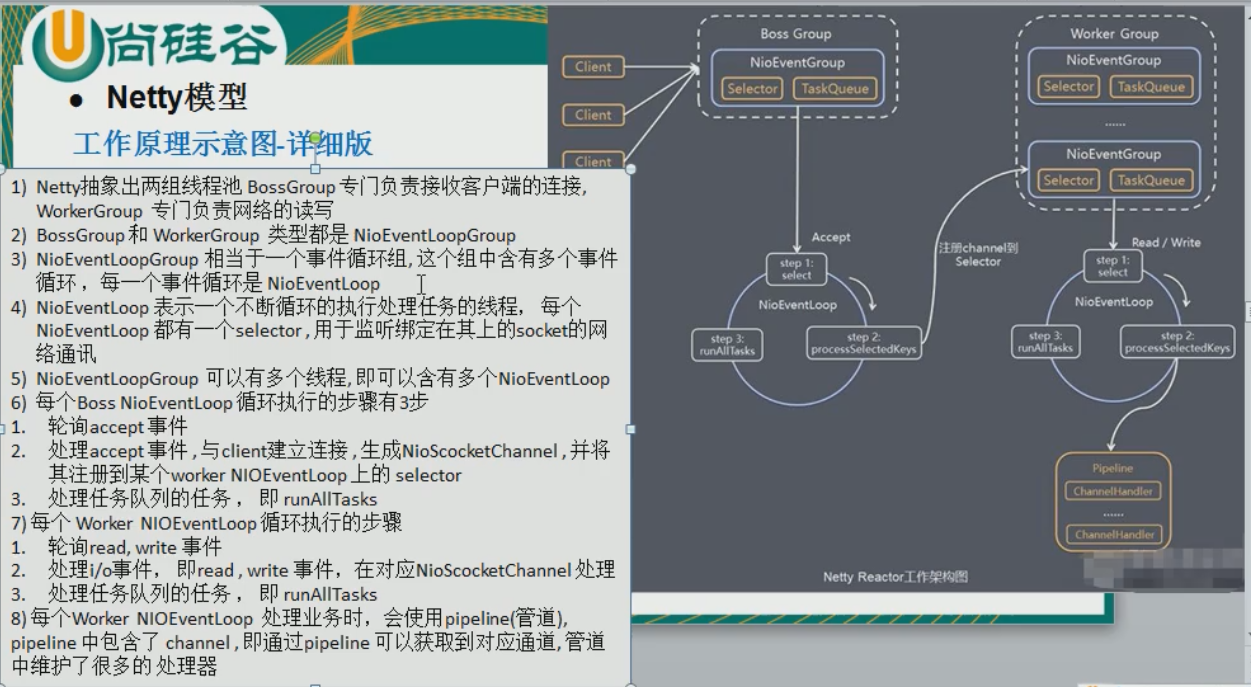 尚硅谷
• Netty模型
工作原理示意图-详细版
1) Netty抽象出两组线程池 BossGroup 专门负责接收客户端的连接,
WorkerGroup 专门负责网络的读写
2) BossGroup 和 WorkerGroup 类型都是 NioEventLoopGroup
3) NioEventLoopGroup 相当于一个事件循环组, 这个组中含有多个事件
循环 ，每一个事件循环是 NioEventLoop
4) NioEventLoop 表示一个不断循环的执行处理任务的线程， 每个
NioEventLoop 都有一个selector , 用于监听绑定在其上的socket的网
络通讯
5) NioEventLoopGroup 可以有多个线程, 即可以含有多个NioEventLoop
6) 每个Boss NioEventLoop 循环执行的步骤有3步
1. 轮询accept 事件
2. 处理accept 事件 , 与client建立连接 , 生成NioScocketChannel , 并将
其注册到某个worker NIOEventLoop 上的 selector
3. 处理任务队列的任务 ， 即 runAllTasks
7) 每个 Worker NIOEventLoop 循环执行的步骤
1. 轮询read, write 事件
2. 处理i/o事件， 即read , write 事件，在对应NioScocketChannel 处理
3. 处理任务队列的任务 ， 即 runAllTasks
8) 每个Worker NIOEventLoop 处理业务时，会使用pipeline(管道),
pipeline 中包含了 channel , 即通过pipeline 可以获取到对应通道, 管道
中维护了很多的 处理器
Client
Client
Client
Boss Group
NioEventGroup
Selector TaskQueue
Accept
step 1:
select
NioEventLoop
step 2:
processSelectedKeys
step 3:
runAllTasks
注册channel到
Selector
Worker Group
NioEventGroup
Selector TaskQueue
......
NioEventGroup
Selector TaskQueue
Read / Write
step 1:
select
NioEventLoop
step 2:
processSelectedKeys
step 3:
runAllTasks
Pipeline
ChannelHandler
......
ChannelHandler
Netty Reactor工作架构图